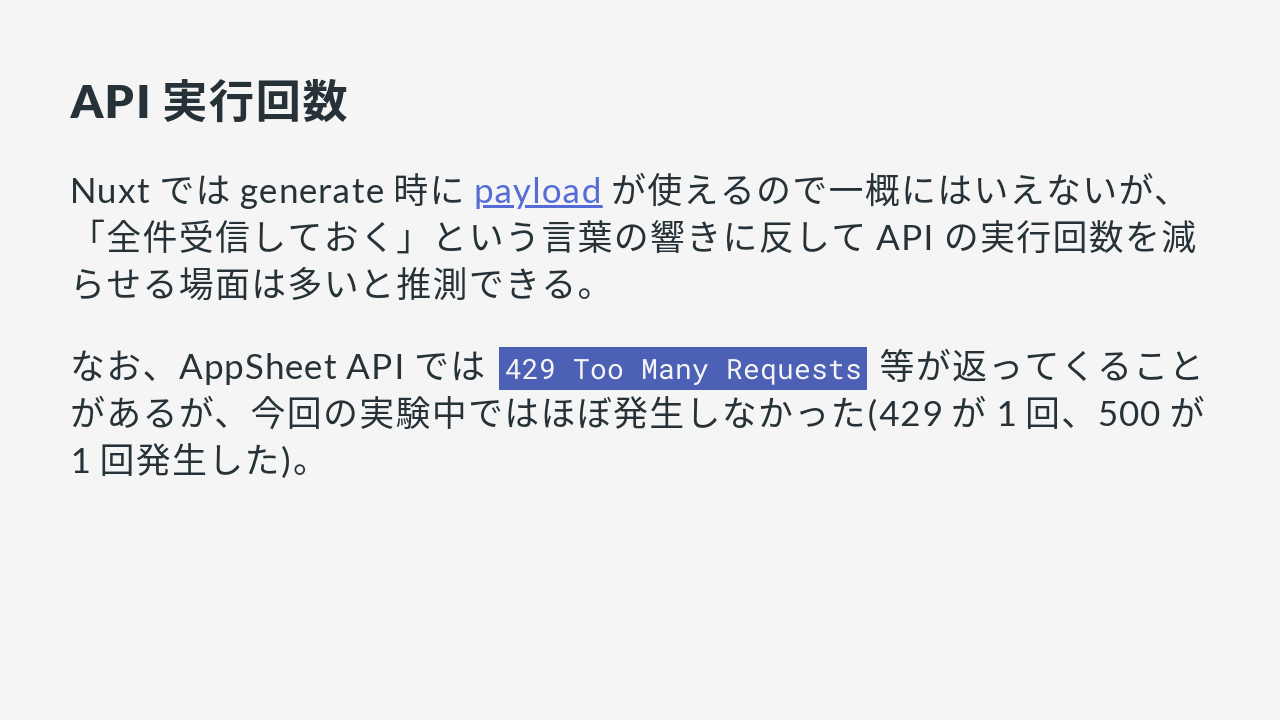 API 実行回数
Nuxt では generate 時に payload が使えるので一概にはいえないが、
「全件受信しておく」という言葉の響きに反して API の実行回数を減
らせる場面は多いと推測できる。
なお、AppSheet API では 429 Too Many Requests 等が返ってくること
があるが、今回の実験中ではほぼ発生しなかった(429 が 1 回、500 が
1 回発生した)。